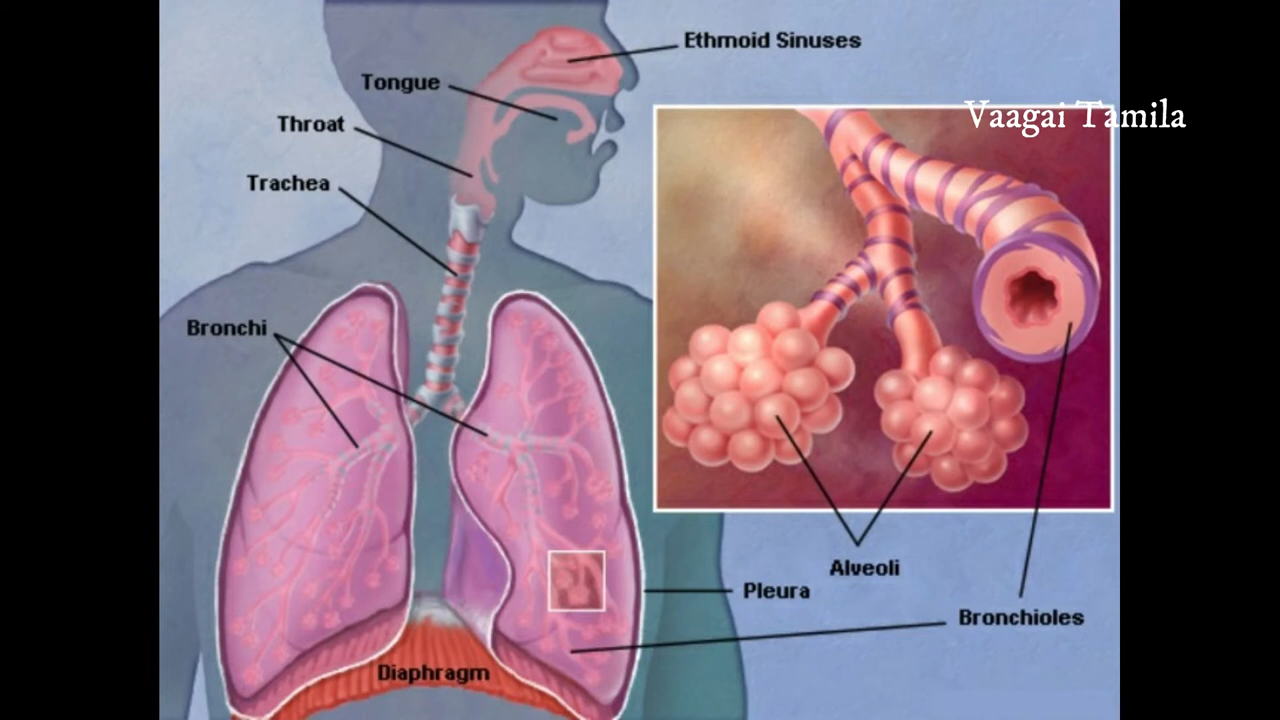 Ethmoid Sinuses
Tongue
Vaagai Tamila
Throat
Trachea
Bronchi
Alveoli
Pleura
Bronchioles
Diaphragm